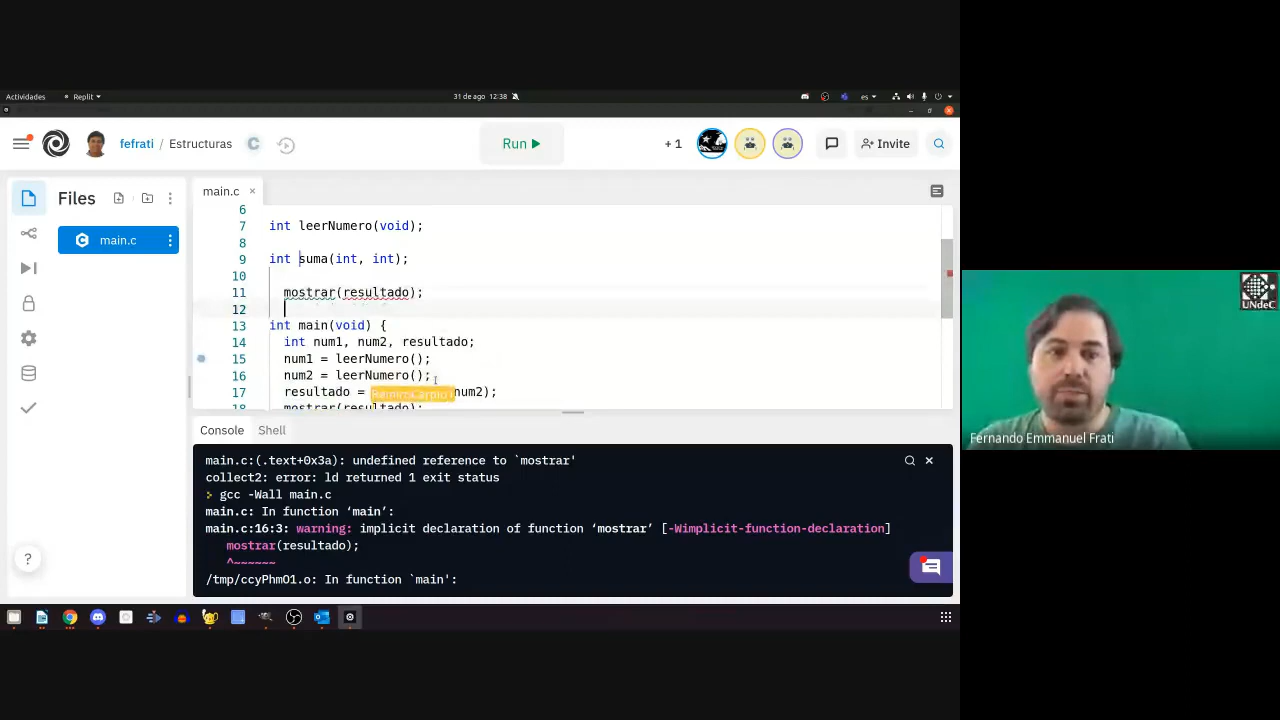 Actividades
Replit
31 de ago 12:38
es
fefrati / Estructuras
C
Run
+ 1
Invite
Files
main.c
main.c
6
7 int leerNumero(void);
8
9 int suma(int, int);
10
11 mostrar(resultado);
12
13 int main(void) {
14 int num1, num2, resultado;
15 num1 = leerNumero();
16 num2 = leerNumero();
17 resultado = num2);
18 mostrar(resultado);
Console
Shell
main.c:(.text+0x3a): undefined reference to `mostrar'
collect2: error: ld returned 1 exit status
> gcc -Wall main.c
main.c: In function ‘main’:
main.c:16:3: warning: implicit declaration of function ‘mostrar’ [-Wimplicit-function-declaration]
mostrar(resultado);
^~~~~~~
/tmp/ccyPhmO1.o: In function `main':
?
UNdeC
Fernando Emmanuel Frati